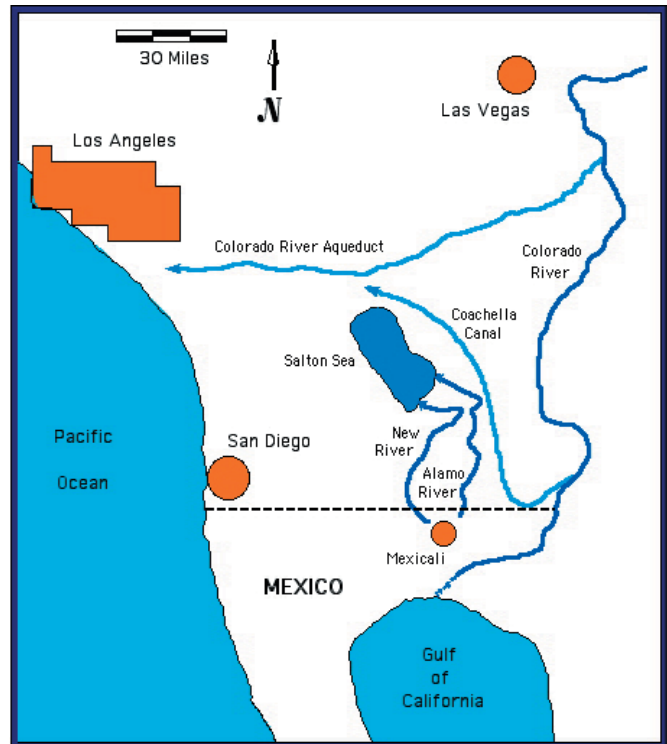 30 Miles
N
Las Vegas
Los Angeles
Colorado River Aqueduct
Colorado
River
Coachella
Canal
Salton Sea
New
River
Pacific
Ocean
San Diego
Alamo
River
Mexicali
MEXICO
Gulf
of
California